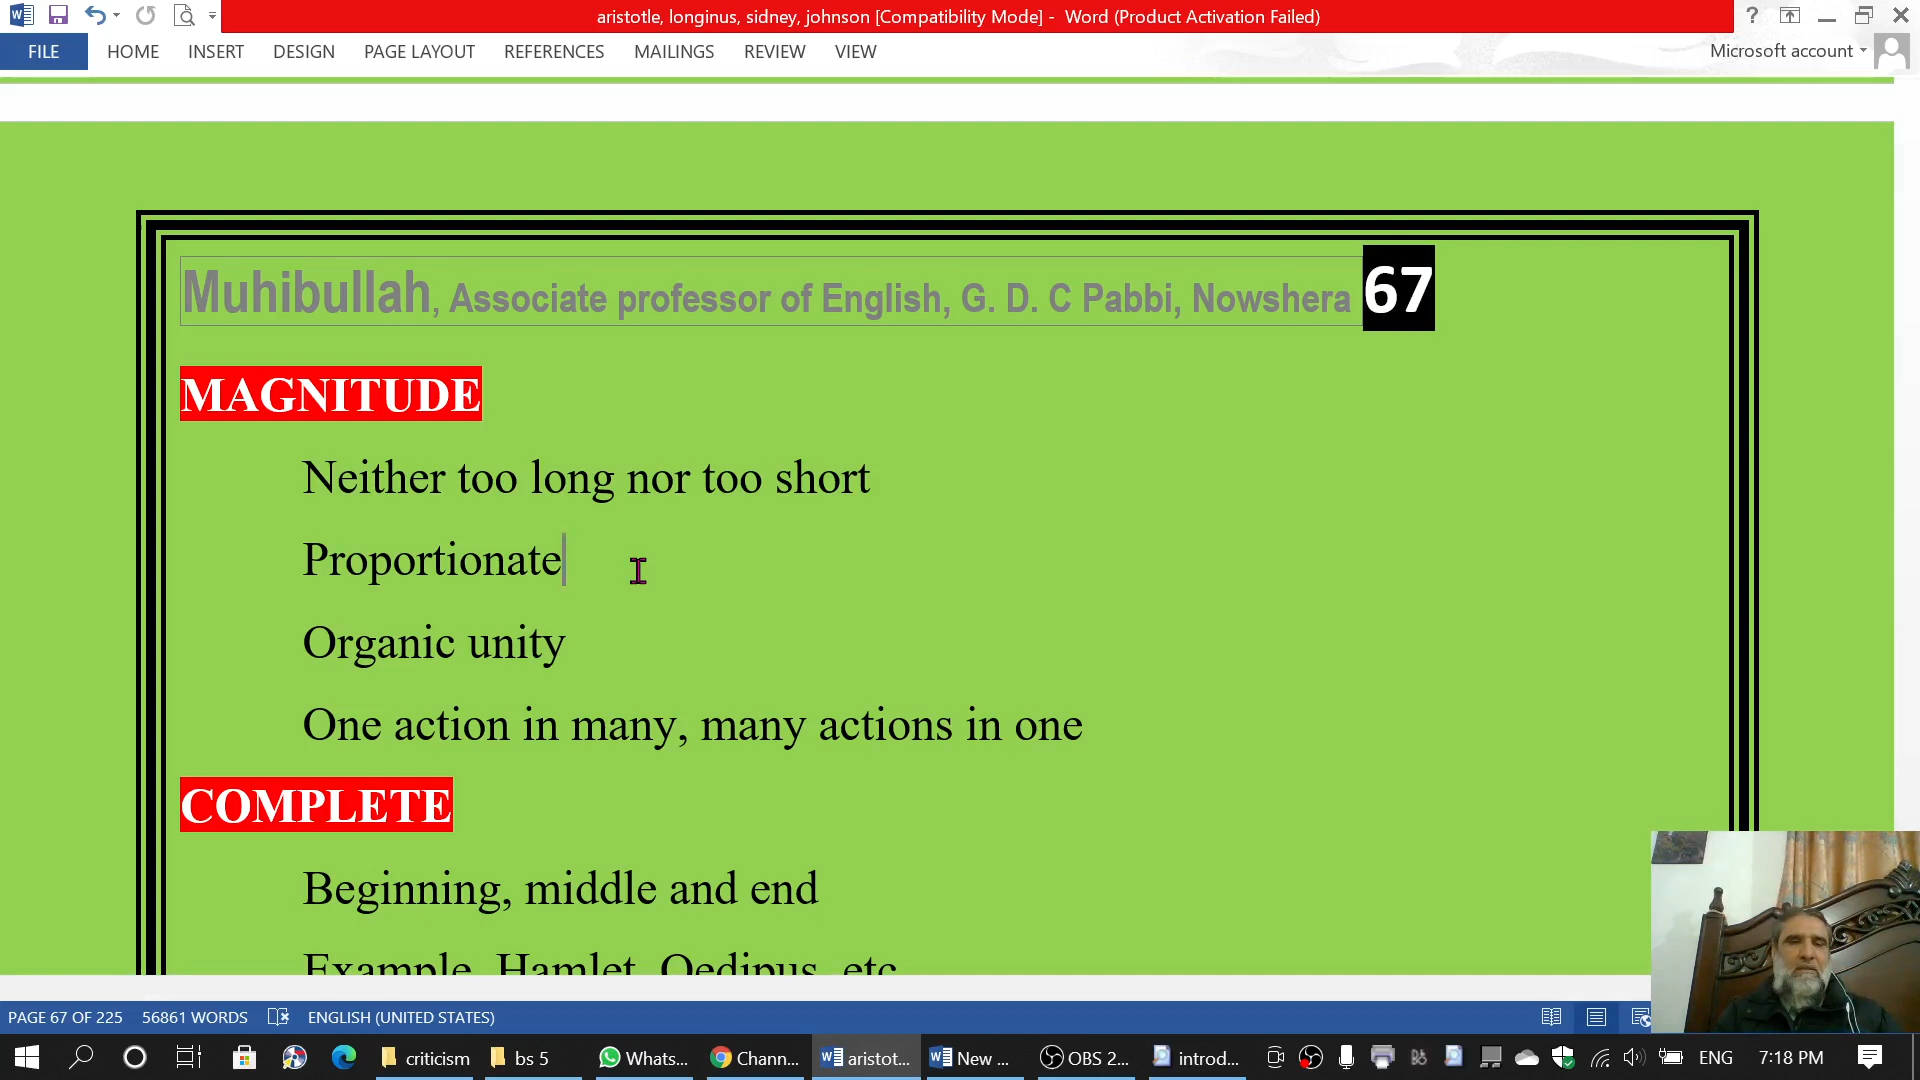 aristotle, longinus, sidney, johnson [Compatibility Mode] - Word (Product Activation Failed)
FILE HOME INSERT DESIGN PAGE LAYOUT REFERENCES MAILINGS REVIEW VIEW Microsoft account
Muhibullah, Associate professor of English, G. D. C Pabbi, Nowshera 67
MAGNITUDE
Neither too long nor too short
Proportionate
Organic unity
One action in many, many actions in one
COMPLETE
Beginning, middle and end
Example, Hamlet, Oedipus, etc
PAGE 67 OF 225 56861 WORDS ENGLISH (UNITED STATES)
criticism bs 5 Whats... Chann... aristot... New ... OBS 2... introd... ENG 7:18 PM